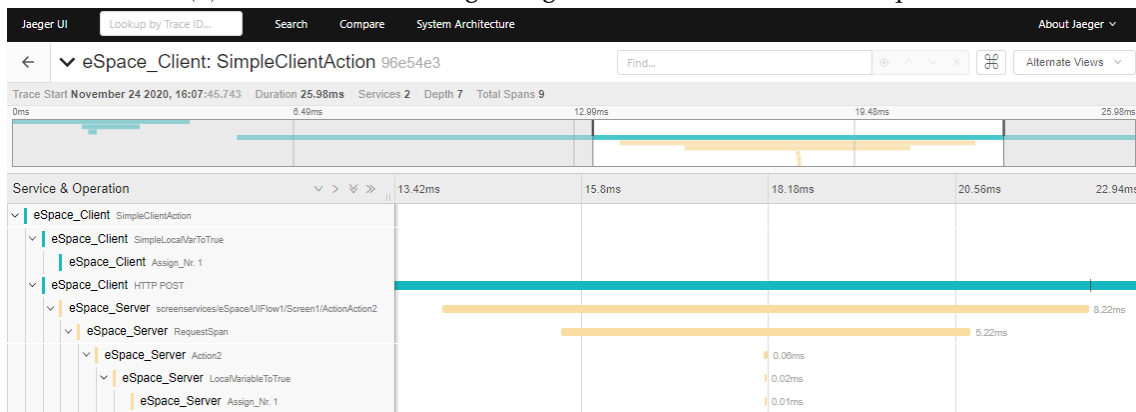 Jaeger UI Lookup by Trace ID... Search Compare System Architecture About Jaeger
eSpace_Client: SimpleClientAction 96e54e3 Find... Alternate Views
Trace Start November 24 2020, 16:07:45.743 Duration 25.98ms Services 2 Depth 7 Total Spans 9
0ms 6.49ms 12.99ms 19.48ms 25.98ms
Service & Operation 13.42ms 15.8ms 18.18ms 20.56ms 22.94ms
eSpace_Client SimpleClientAction
eSpace_Client SimpleLocalVarToTrue
eSpace_Client Assign_Nr. 1
eSpace_Client HTTP POST
eSpace_Server screenservices/eSpace/UIFlow1/Screen1/ActionAction2 8.22ms
eSpace_Server RequestSpan 5.22ms
eSpace_Server Action2 0.06ms
eSpace_Server LocalVariableToTrue 0.02ms
eSpace_Server Assign_Nr. 1 0.01ms